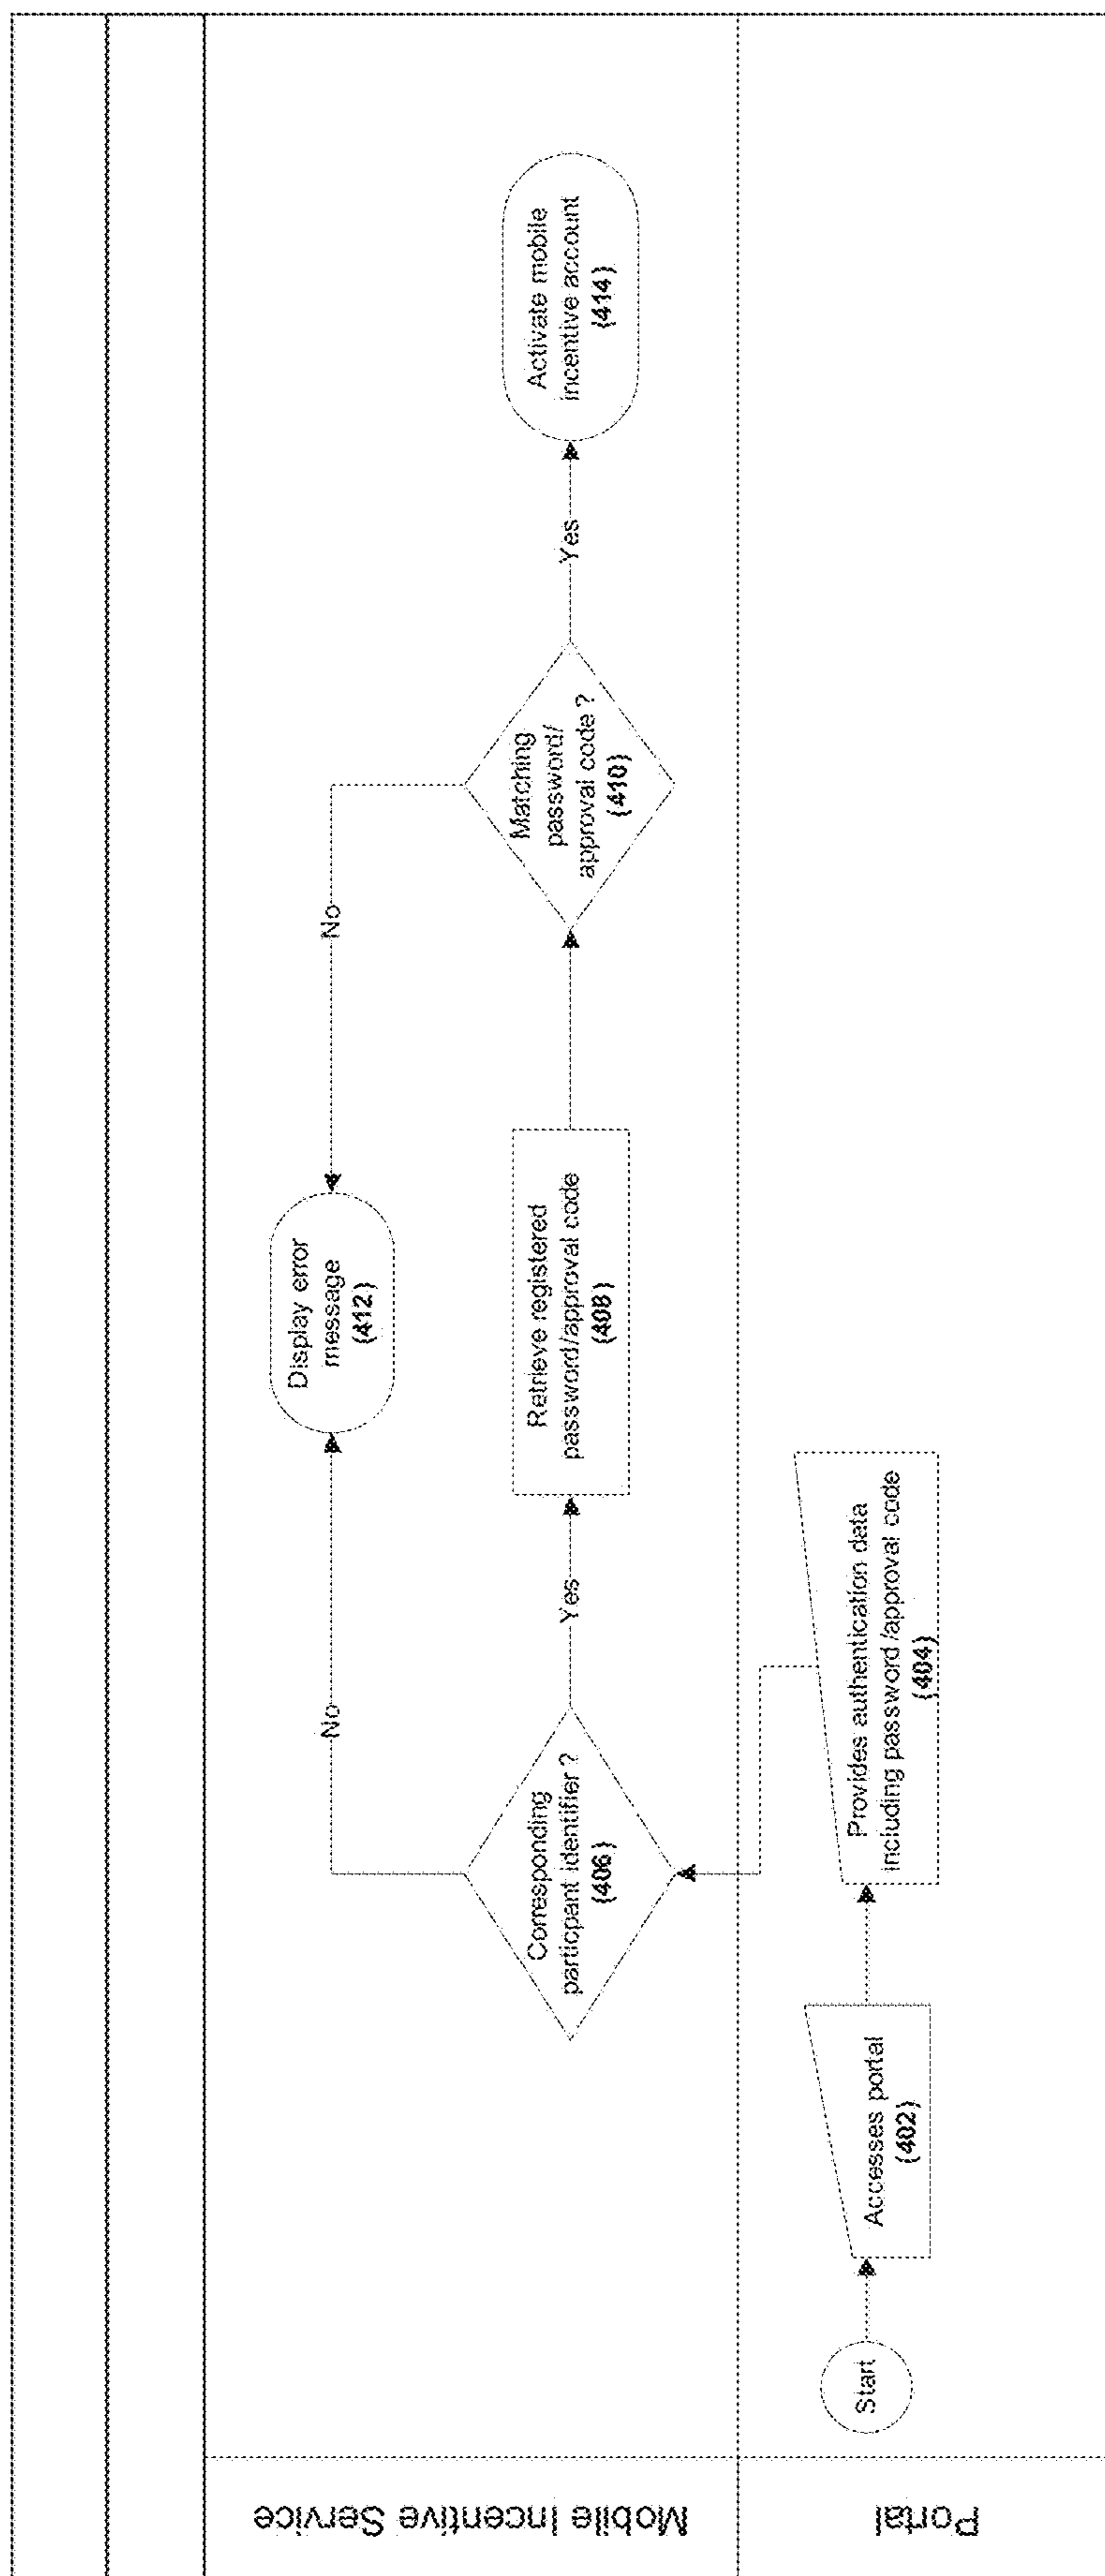 Mobile Incentive Service
Display error
message
(412)
No
No
Corresponding
particpant identifier ?
(406)
Yes
Retrieve registered
password/approval code
(408)
Matching
password/
approval code ?
(410)
Yes
Activate mobile
incentive account
(414)
Portal
Start
Accesses portal
(402)
Provides authentication data
including password/approval code
(404)